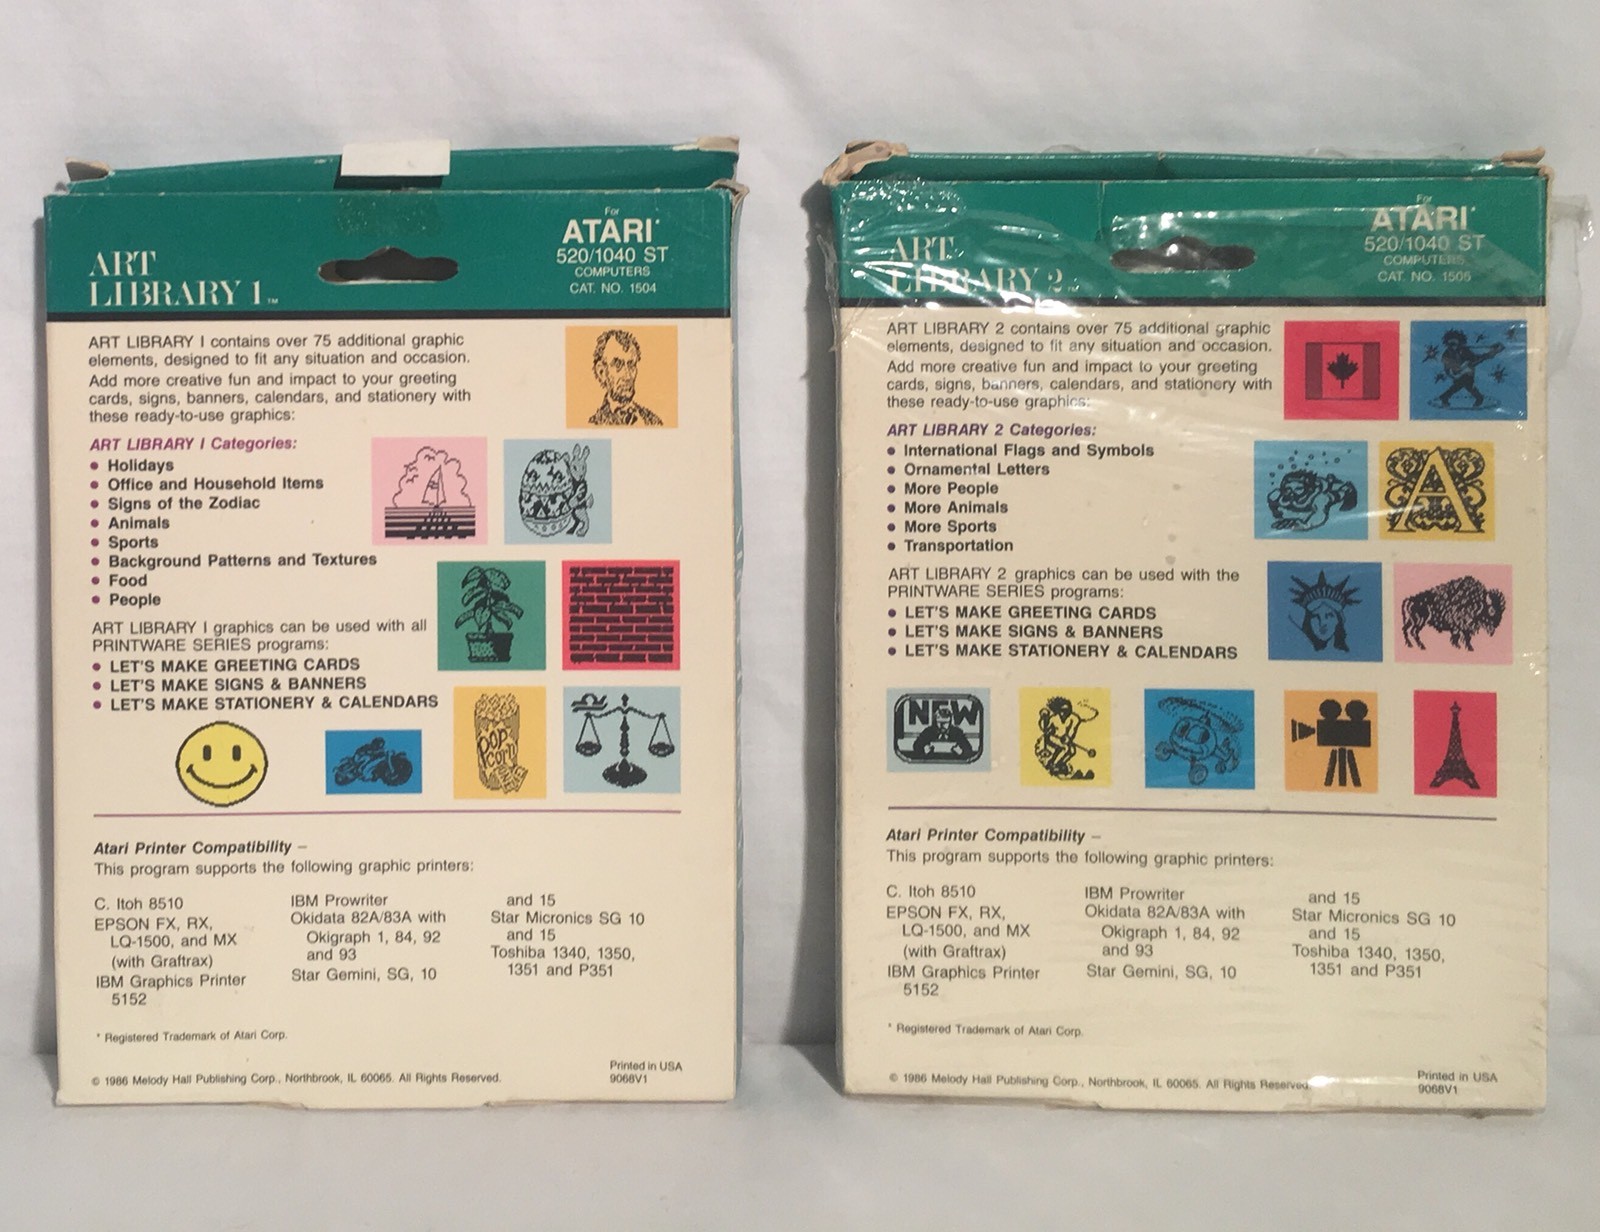 ART
LIBRARY 1™
For
ATARI*
520/1040 ST
COMPUTERS
CAT. NO. 1504
ART LIBRARY I contains over 75 additional graphic
elements, designed to fit any situation and occasion.
Add more creative fun and impact to your greeting
cards, signs, banners, calendars, and stationery with
these ready-to-use graphics:
ART LIBRARY I Categories:
• Holidays
• Office and Household Items
• Signs of the Zodiac
• Animals
• Sports
• Background Patterns and Textures
• Food
• People
ART LIBRARY I graphics can be used with all
PRINTWARE SERIES programs:
• LET'S MAKE GREETING CARDS
• LET'S MAKE SIGNS & BANNERS
• LET'S MAKE STATIONERY & CALENDARS
POP
CORN
Atari Printer Compatibility –
This program supports the following graphic printers:
C. Itoh 8510
EPSON FX, RX,
LQ-1500, and MX
(with Graftrax)
IBM Graphics Printer
5152
IBM Prowriter
Okidata 82A/83A with
Okigraph 1, 84, 92
and 93
Star Gemini, SG, 10
and 15
Star Micronics SG 10
and 15
Toshiba 1340, 1350,
1351 and P351
* Registered Trademark of Atari Corp.
© 1986 Melody Hall Publishing Corp., Northbrook, IL 60065. All Rights Reserved.
Printed in USA
9068V1
ART
LIBRARY 2™
For
ATARI*
520/1040 ST
COMPUTERS
CAT. NO. 1505
ART LIBRARY 2 contains over 75 additional graphic
elements, designed to fit any situation and occasion.
Add more creative fun and impact to your greeting
cards, signs, banners, calendars, and stationery with
these ready-to-use graphics:
ART LIBRARY 2 Categories:
• International Flags and Symbols
• Ornamental Letters
• More People
• More Animals
• More Sports
• Transportation
A
ART LIBRARY 2 graphics can be used with the
PRINTWARE SERIES programs:
• LET'S MAKE GREETING CARDS
• LET'S MAKE SIGNS & BANNERS
• LET'S MAKE STATIONERY & CALENDARS
NEW
Atari Printer Compatibility –
This program supports the following graphic printers:
C. Itoh 8510
EPSON FX, RX,
LQ-1500, and MX
(with Graftrax)
IBM Graphics Printer
5152
IBM Prowriter
Okidata 82A/83A with
Okigraph 1, 84, 92
and 93
Star Gemini, SG, 10
and 15
Star Micronics SG 10
and 15
Toshiba 1340, 1350,
1351 and P351
* Registered Trademark of Atari Corp.
© 1986 Melody Hall Publishing Corp., Northbrook, IL 60065. All Rights Reserved.
Printed in USA
9068V1